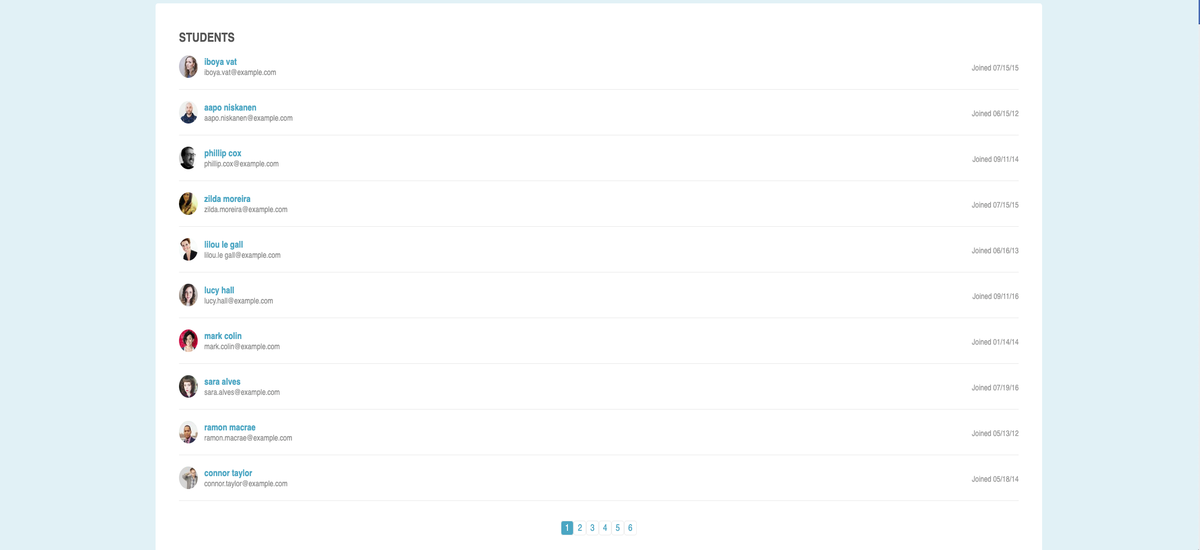 STUDENTS
iboya vat
iboya.vat@example.com
Joined 07/15/15
aapo niskanen
aapo.niskanen@example.com
Joined 06/15/12
phillip cox
phillip.cox@example.com
Joined 09/11/14
zilda moreira
zilda.moreira@example.com
Joined 07/15/15
lilou le gall
lilou.le gall@example.com
Joined 06/16/13
lucy hall
lucy.hall@example.com
Joined 09/11/16
mark colin
mark.colin@example.com
Joined 01/14/14
sara alves
sara.alves@example.com
Joined 07/19/16
ramon macrae
ramon.macrae@example.com
Joined 05/13/12
connor taylor
connor.taylor@example.com
Joined 05/18/14
1 2 3 4 5 6